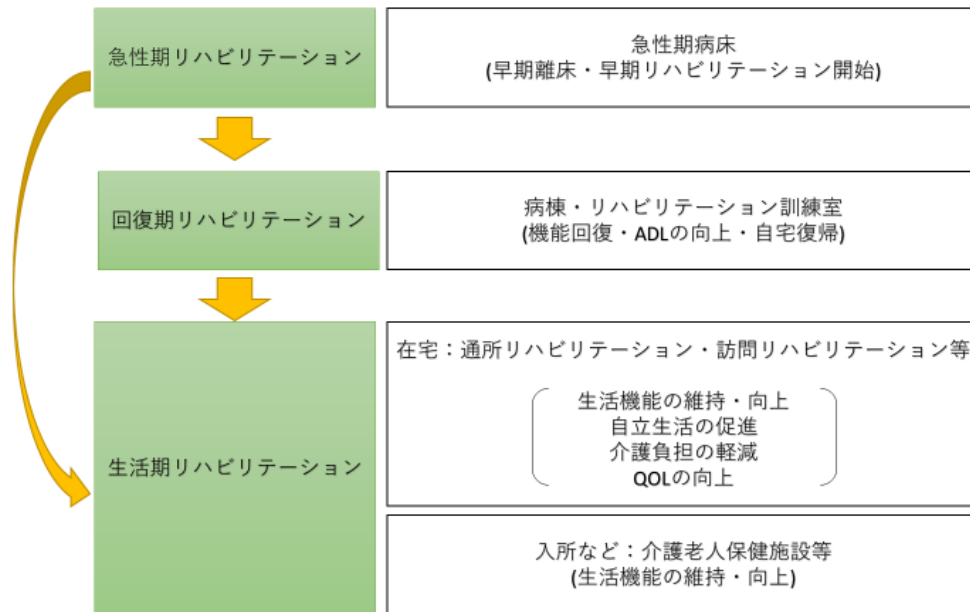 急性期リハビリテーション
急性期病床
(早期離床・早期リハビリテーション開始)
回復期リハビリテーション
病棟・リハビリテーション訓練室
(機能回復・ADLの向上・自宅復帰)
生活期リハビリテーション
在宅：通所リハビリテーション・訪問リハビリテーション等
生活機能の維持・向上
自立生活の促進
介護負担の軽減
QOLの向上
入所など：介護老人保健施設等
(生活機能の維持・向上)